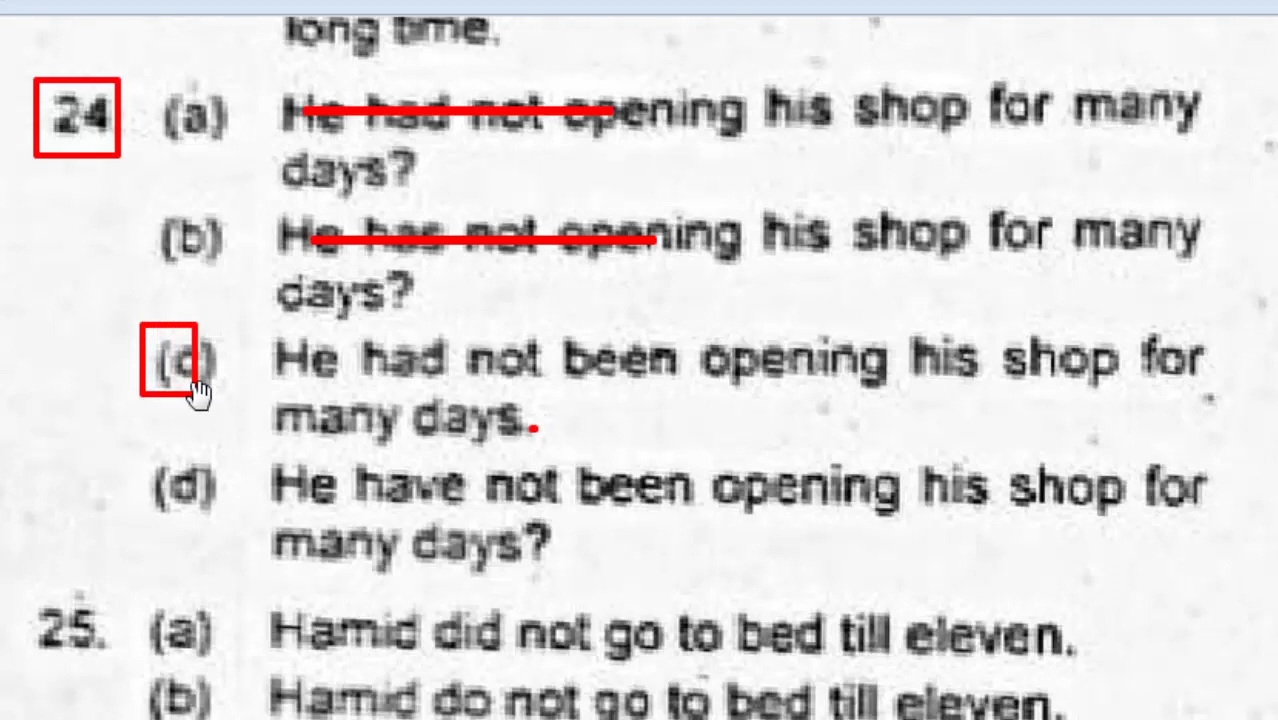 long time.
24 (a) He had not opening his shop for many
days?
(b) He has not opening his shop for many
days?
(c) He had not been opening his shop for
many days.
(d) He have not been opening his shop for
many days?
25. (a) Hamid did not go to bed till eleven.
(b) Hamid do not go to bed till eleven.